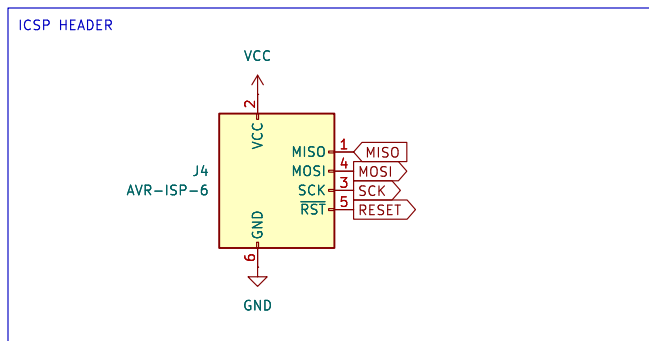 ICSP HEADER
VCC
2
VCC
MISO 1 MISO
J4 MOSI 4 MOSI
AVR-ISP-6 SCK 3 SCK
RST 5 RESET
GND
6
GND